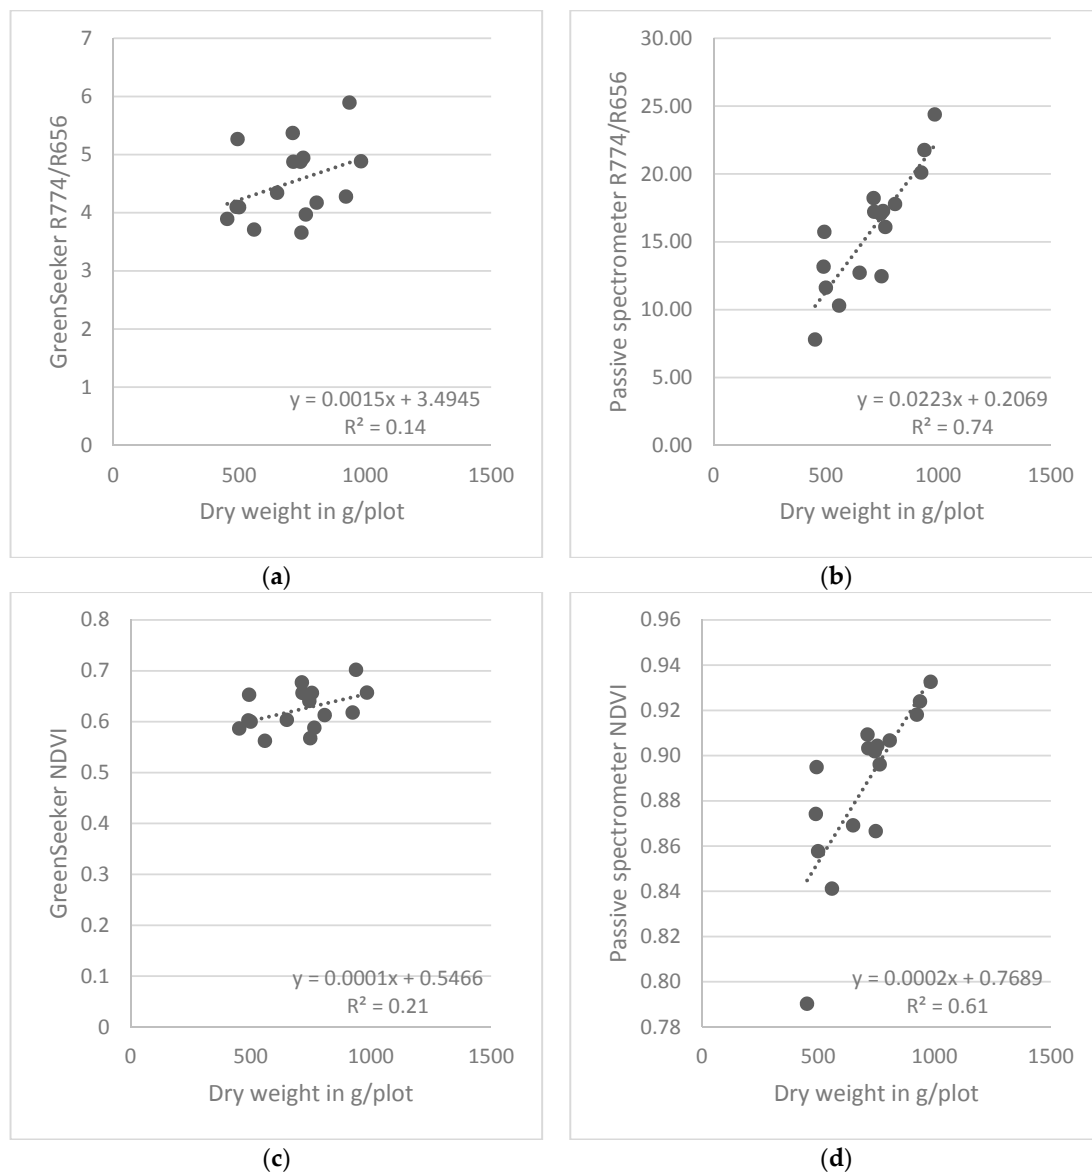 7
6
5
4
3
2
1
0
GreenSeeker R774/R656
y = 0.0015x + 3.4945
R² = 0.14
0 500 1000 1500
Dry weight in g/plot
(a)
30.00
25.00
20.00
15.00
10.00
5.00
0.00
Passive spectrometer R774/R656
y = 0.0223x + 0.2069
R² = 0.74
0 500 1000 1500
Dry weight in g/plot
(b)
0.8
0.7
0.6
0.5
0.4
0.3
0.2
0.1
0
GreenSeeker NDVI
y = 0.0001x + 0.5466
R² = 0.21
0 500 1000 1500
Dry weight in g/plot
(c)
0.96
0.94
0.92
0.90
0.88
0.86
0.84
0.82
0.80
0.78
Passive spectrometer NDVI
y = 0.0002x + 0.7689
R² = 0.61
0 500 1000 1500
Dry weight in g/plot
(d)